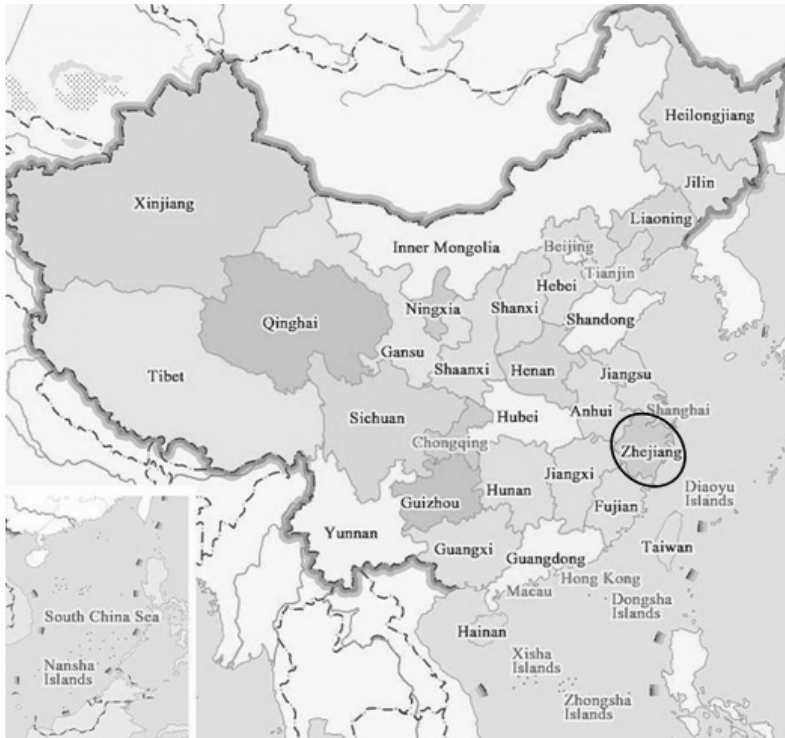 Heilongjiang
Jilin
Xinjiang
Liaoning
Inner Mongolia
Beijing
Tianjin
Hebei
Ningxia
Shanxi
Shandong
Qinghai
Gansu
Shaanxi
Henan
Jiangsu
Tibet
Sichuan
Hubei
Anhui
Shanghai
Chongqing
Zhejiang
Jiangxi
Hunan
Guizhou
Diaoyu
Islands
Fujian
Yunnan
Guangxi
Guangdong
Taiwan
Hong Kong
Macau
Dongsha
Islands
South China Sea
Hainan
Xisha
Islands
Nansha
Islands
Zhongsha
Islands